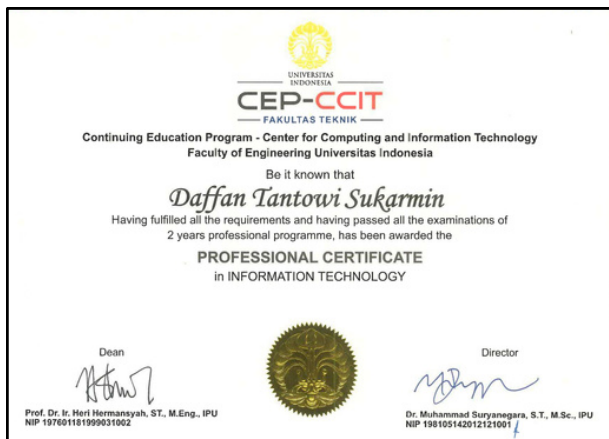 UNIVERSITAS
INDONESIA
CEP-CCIT
FAKULTAS TEKNIK
Continuing Education Program - Center for Computing and Information Technology
Faculty of Engineering Universitas Indonesia
Be it known that
Daffan Tantowi Sukarmin
Having fulfilled all the requirements and having passed all the examinations of
2 years professional programme, has been awarded the
PROFESSIONAL CERTIFICATE
in INFORMATION TECHNOLOGY
Dean
Director
Prof. Dr. Ir. Heri Hermansyah, ST., M.Eng., IPU
NIP 197601181999031002
Dr. Muhammad Suryanegara, S.T., M.Sc., IPU
NIP 198105142012121001